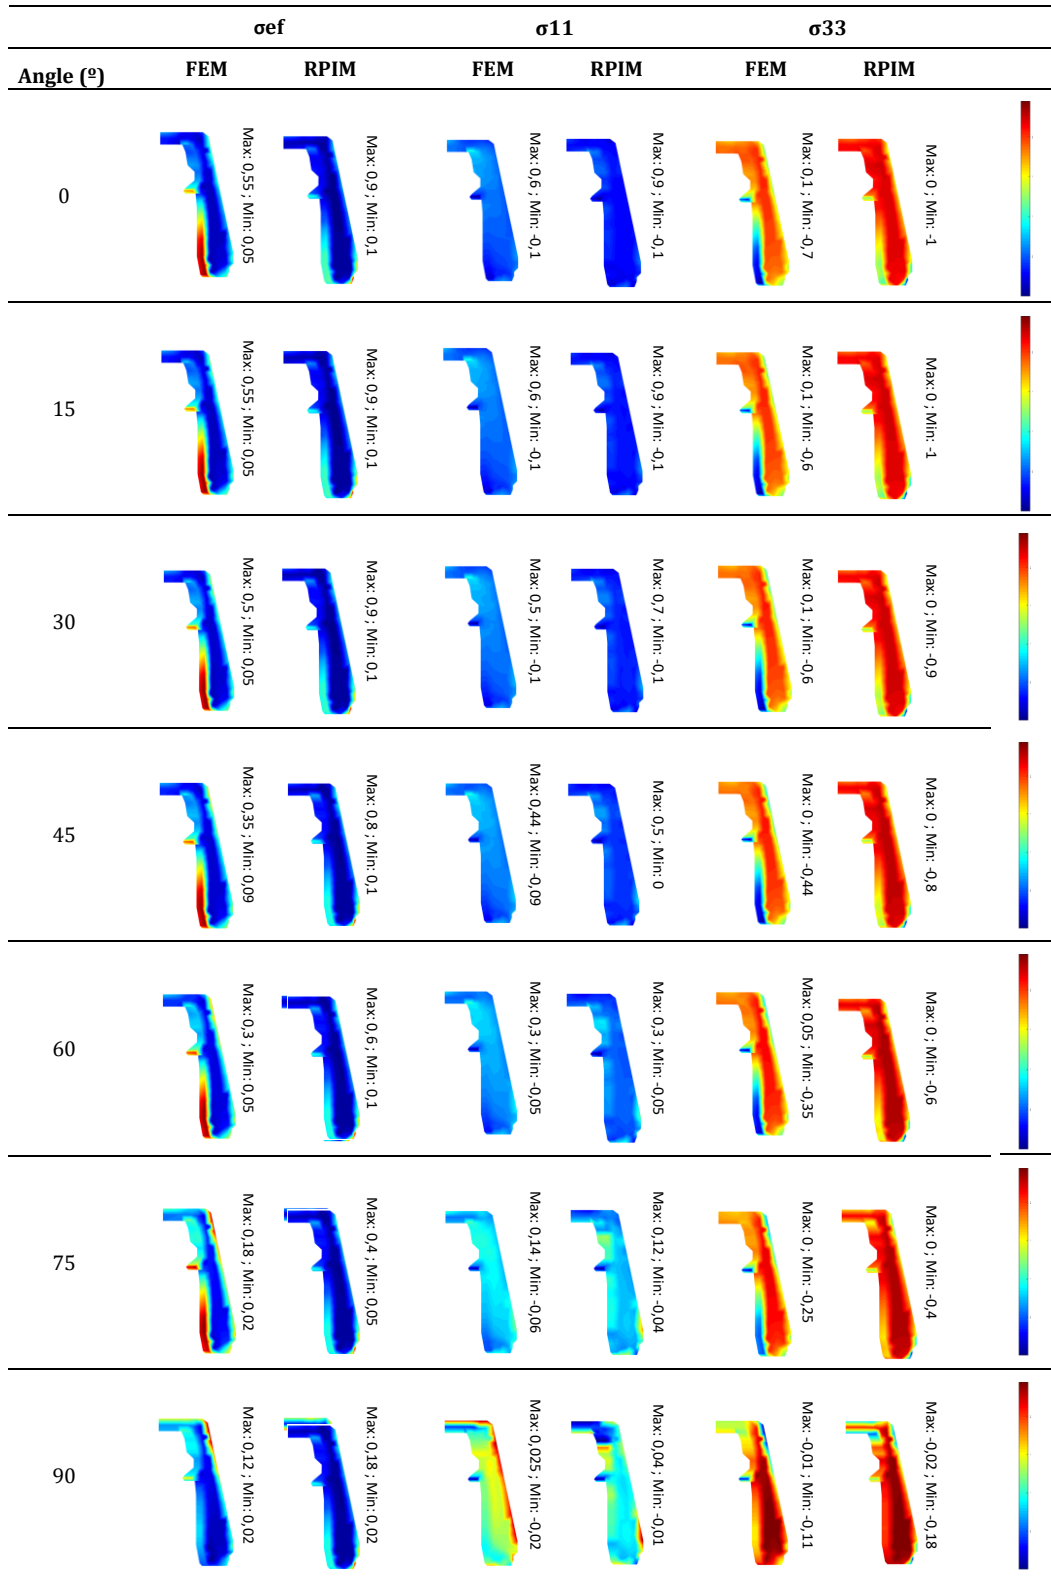 σef σ11 σ33
Angle (º) FEM RPIM FEM RPIM FEM RPIM
0
Max: 0,55 ; Min: 0,05
Max: 0,9 ; Min: 0,1
Max: 0,6 ; Min: -0,1
Max: 0,9 ; Min: -0,1
Max: 0,1 ; Min: -0,7
Max: 0 ; Min: -1
15
Max: 0,55 ; Min: 0,05
Max: 0,9 ; Min: 0,1
Max: 0,6 ; Min: -0,1
Max: 0,9 ; Min: -0,1
Max: 0,1 ; Min: -0,6
Max: 0 ; Min: -1
30
Max: 0,5 ; Min: 0,05
Max: 0,9 ; Min: 0,1
Max: 0,5 ; Min: -0,1
Max: 0,7 ; Min: -0,1
Max: 0,1 ; Min: -0,6
Max: 0 ; Min: -0,9
45
Max: 0,35 ; Min: 0,09
Max: 0,8 ; Min: 0,1
Max: 0,44 ; Min: -0,09
Max: 0,5 ; Min: 0
Max: 0 ; Min: -0,44
Max: 0 ; Min: -0,8
60
Max: 0,3 ; Min: 0,05
Max: 0,6 ; Min: 0,1
Max: 0,3 ; Min: -0,05
Max: 0,3 ; Min: -0,05
Max: 0,05 ; Min: -0,35
Max: 0 ; Min: -0,6
75
Max: 0,18 ; Min: 0,02
Max: 0,4 ; Min: 0,05
Max: 0,14 ; Min: -0,06
Max: 0,12 ; Min: -0,04
Max: 0 ; Min: -0,25
Max: 0 ; Min: -0,4
90
Max: 0,12 ; Min: 0,02
Max: 0,18 ; Min: 0,02
Max: 0,025 ; Min: -0,02
Max: 0,04 ; Min: -0,01
Max: -0,01 ; Min: -0,11
Max: -0,02 ; Min: -0,18